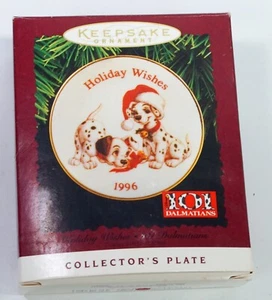 KEEPSAKE
ORNAMENT
Holiday Wishes
1996
101
DALMATIANS
COLLECTOR'S PLATE